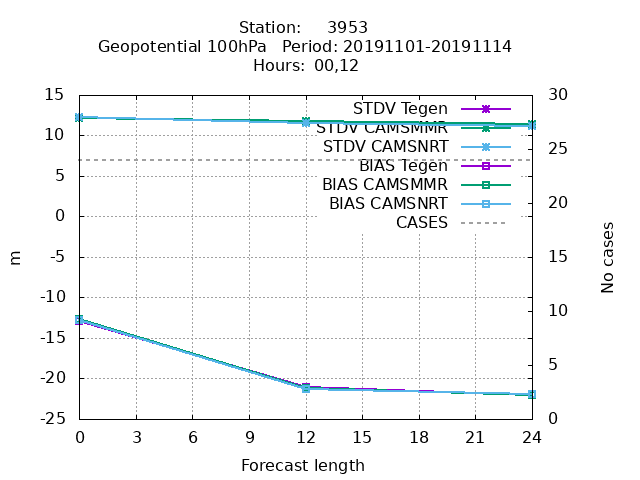 Station: 3953
Geopotential 100hPa Period: 20191101-20191114
Hours: 00,12
STDV Tegen
STDV CAMSMMR
STDV CAMSNRT
BIAS Tegen
BIAS CAMSMMR
BIAS CAMSNRT
CASES
15
10
5
0
-5
-10
-15
-20
-25
m
30
25
20
15
10
5
0
No cases
0 3 6 9 12 15 18 21 24
Forecast length